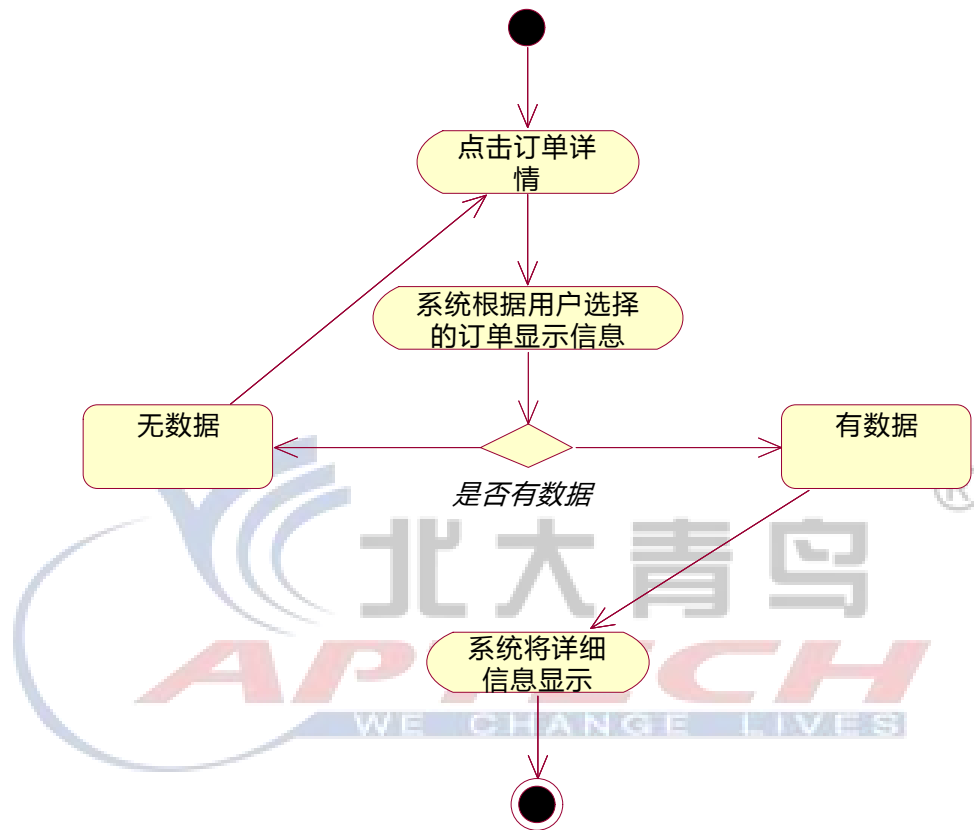 点击订单详
情
系统根据用户选择
的订单显示信息
无数据
有数据
是否有数据
®
北大青鸟
系统将详细
信息显示
APTECH
WE CHANGE LIVES